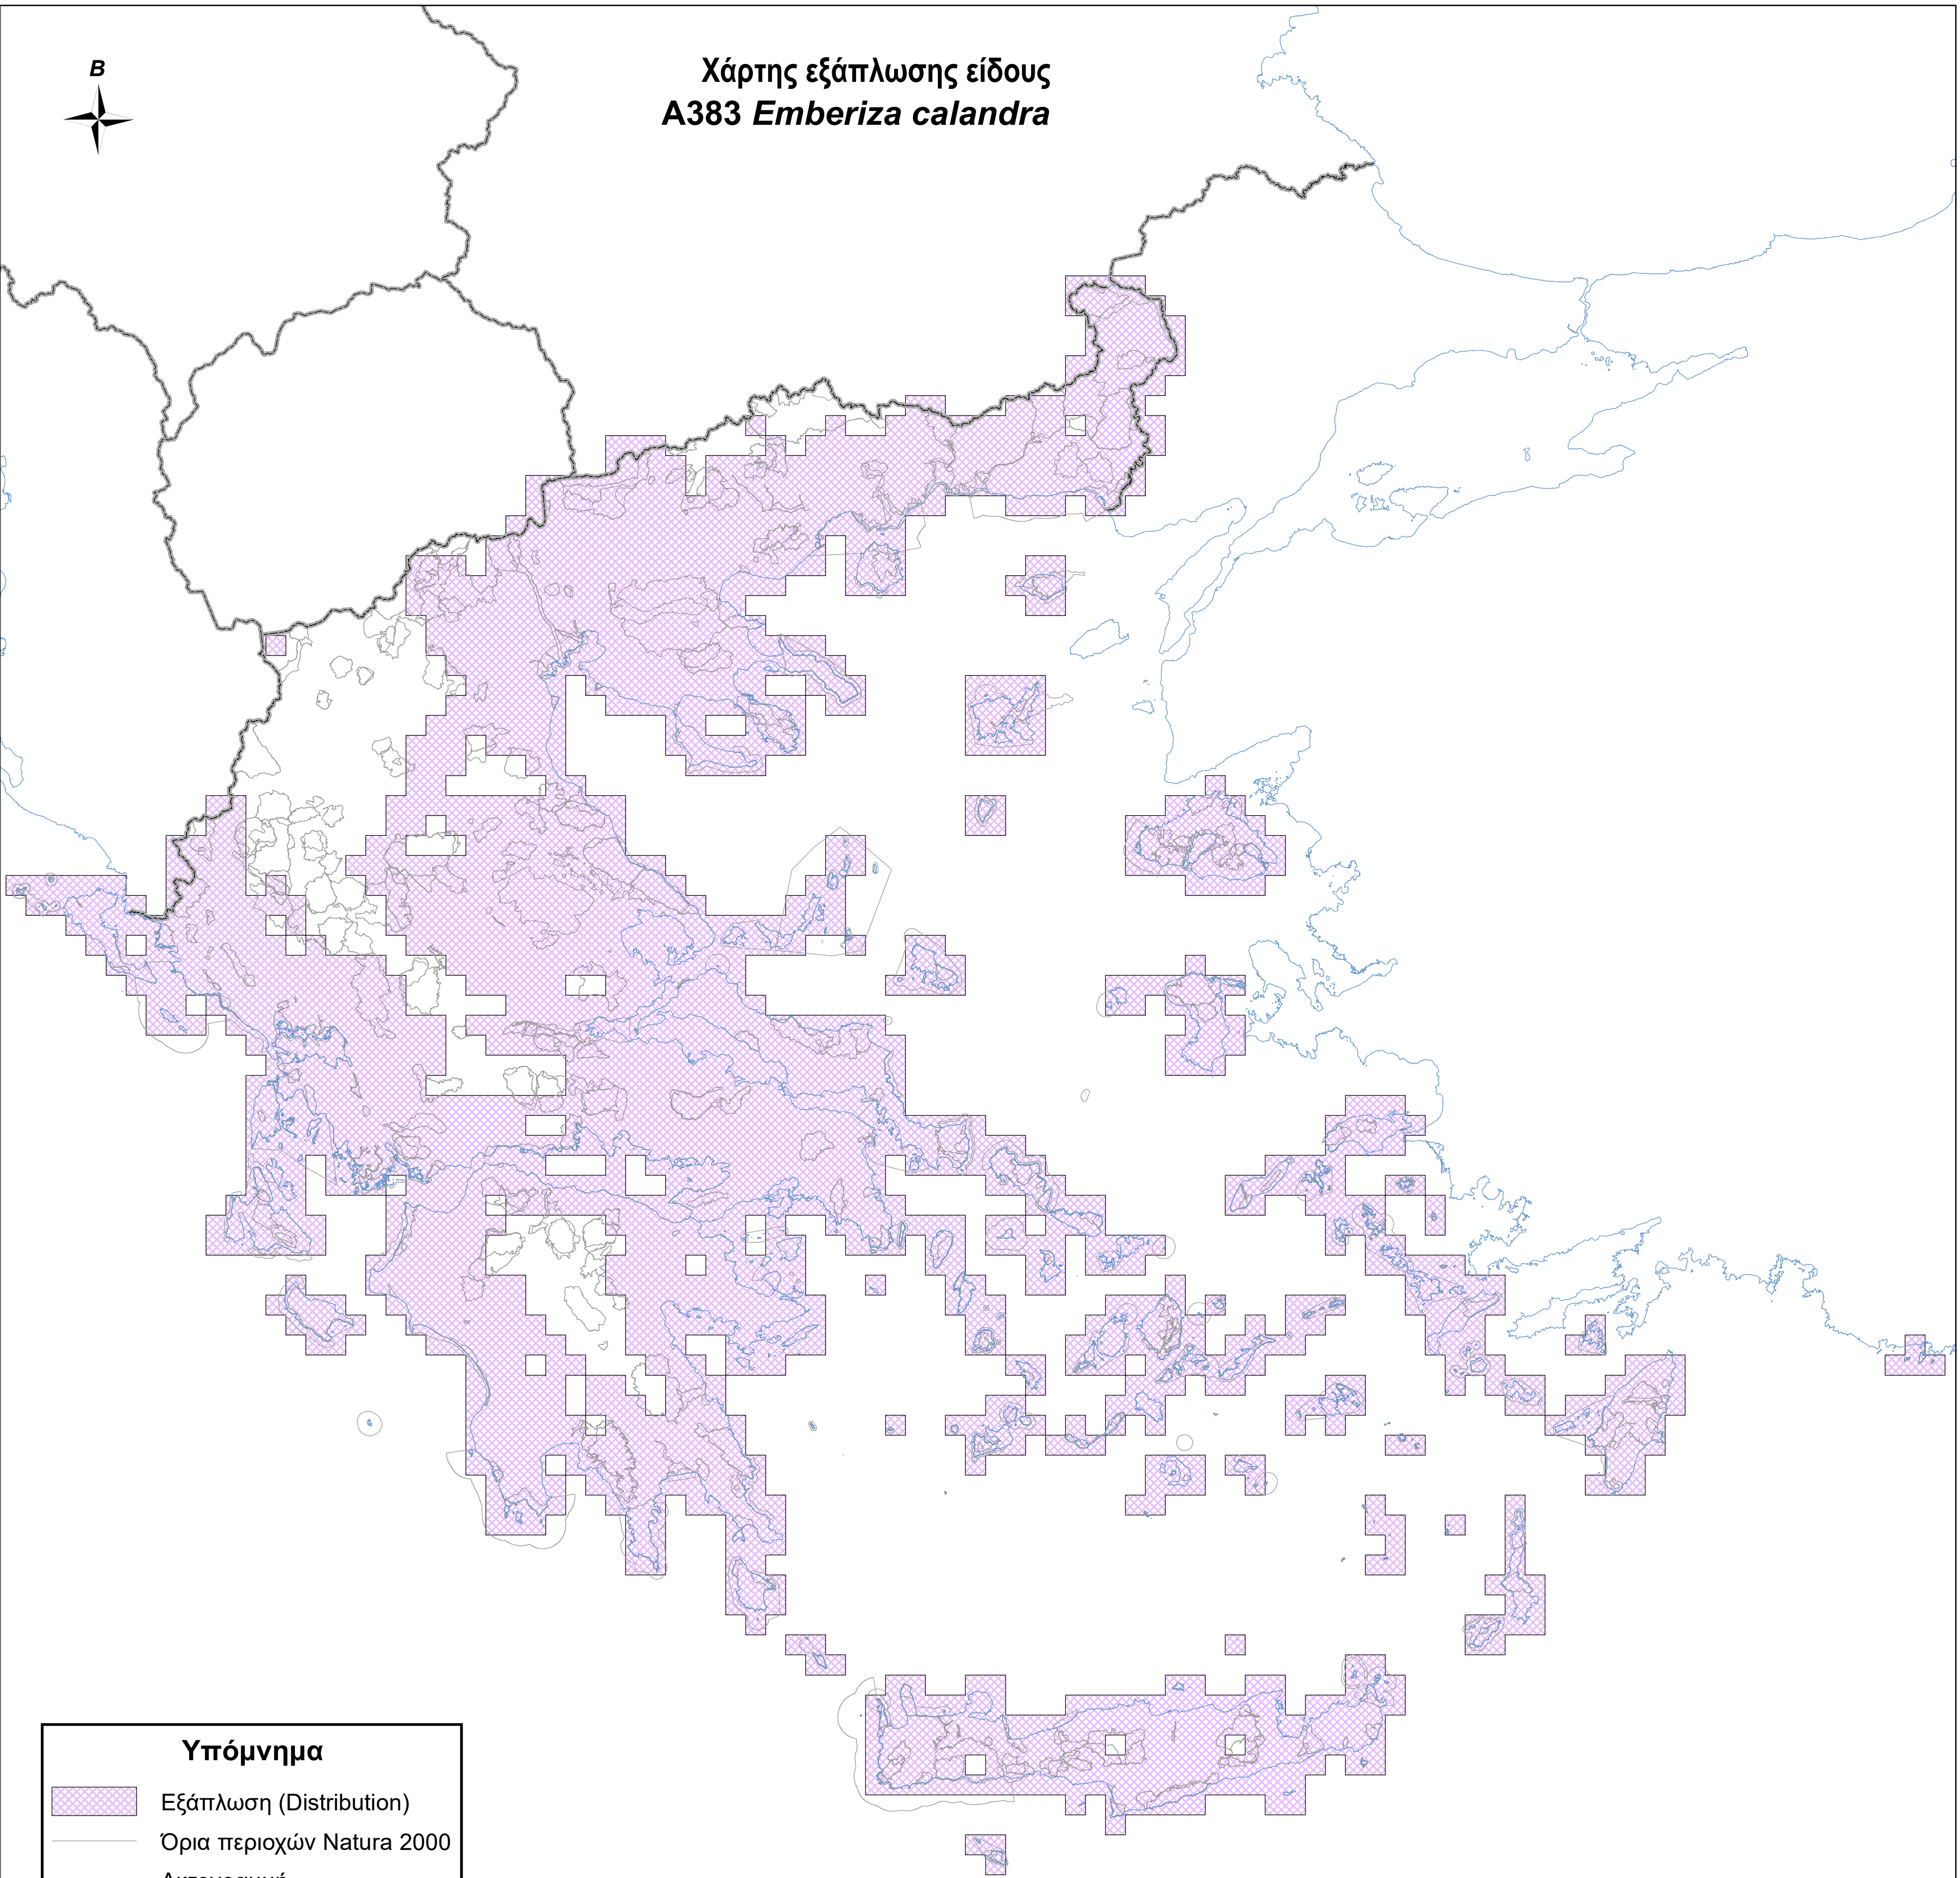 B
Χάρτης εξάπλωσης είδους
A383 Emberiza calandra
Υπόμνημα
Εξάπλωση (Distribution)
Όρια περιοχών Natura 2000